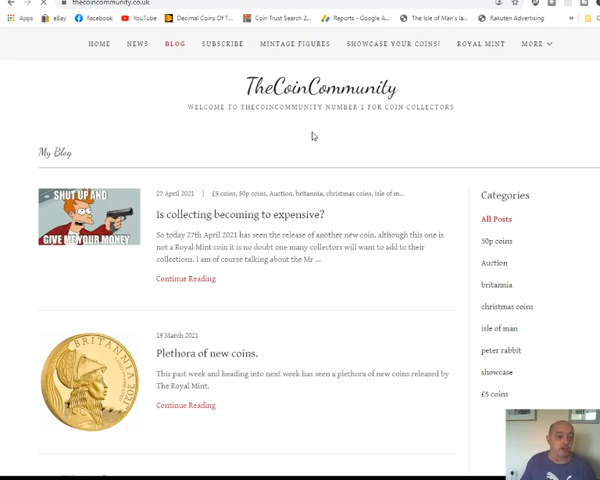 thecoincommunity.co.uk
Apps Bookmarks Facebook YouTube Decimal Coins Of T... Coin Trust Search 2... Reports - Google A... The Isle of Man's la... Rakuten Advertising
HOME NEWS BLOG SUBSCRIBE MINTAGE FIGURES SHOWCASE YOUR COINS! ROYAL MINT MORE
TheCoinCommunity
WELCOME TO THECOINCOMMUNITY NUMBER 1 FOR COIN COLLECTORS
My Blog
SHUT UP AND
GIVE ME YOUR MONEY
27 April 2021 | £5 coins, 50p coins, Auction, britannia, christmas coins, isle of m...
Is collecting becoming to expensive?
So today 27th April 2021 has seen the release of another new coin, although this one is
not a Royal Mint coin it is no doubt one many collectors will want to add to their
collections. I am of course talking about the Mr ...
Continue Reading
BRITANNIA 2021
19 March 2021
Plethora of new coins.
This past week and heading into next week has seen a plethora of new coins released by
The Royal Mint.
Continue Reading
Categories
All Posts
50p coins
Auction
britannia
christmas coins
isle of man
peter rabbit
showcase
£5 coins